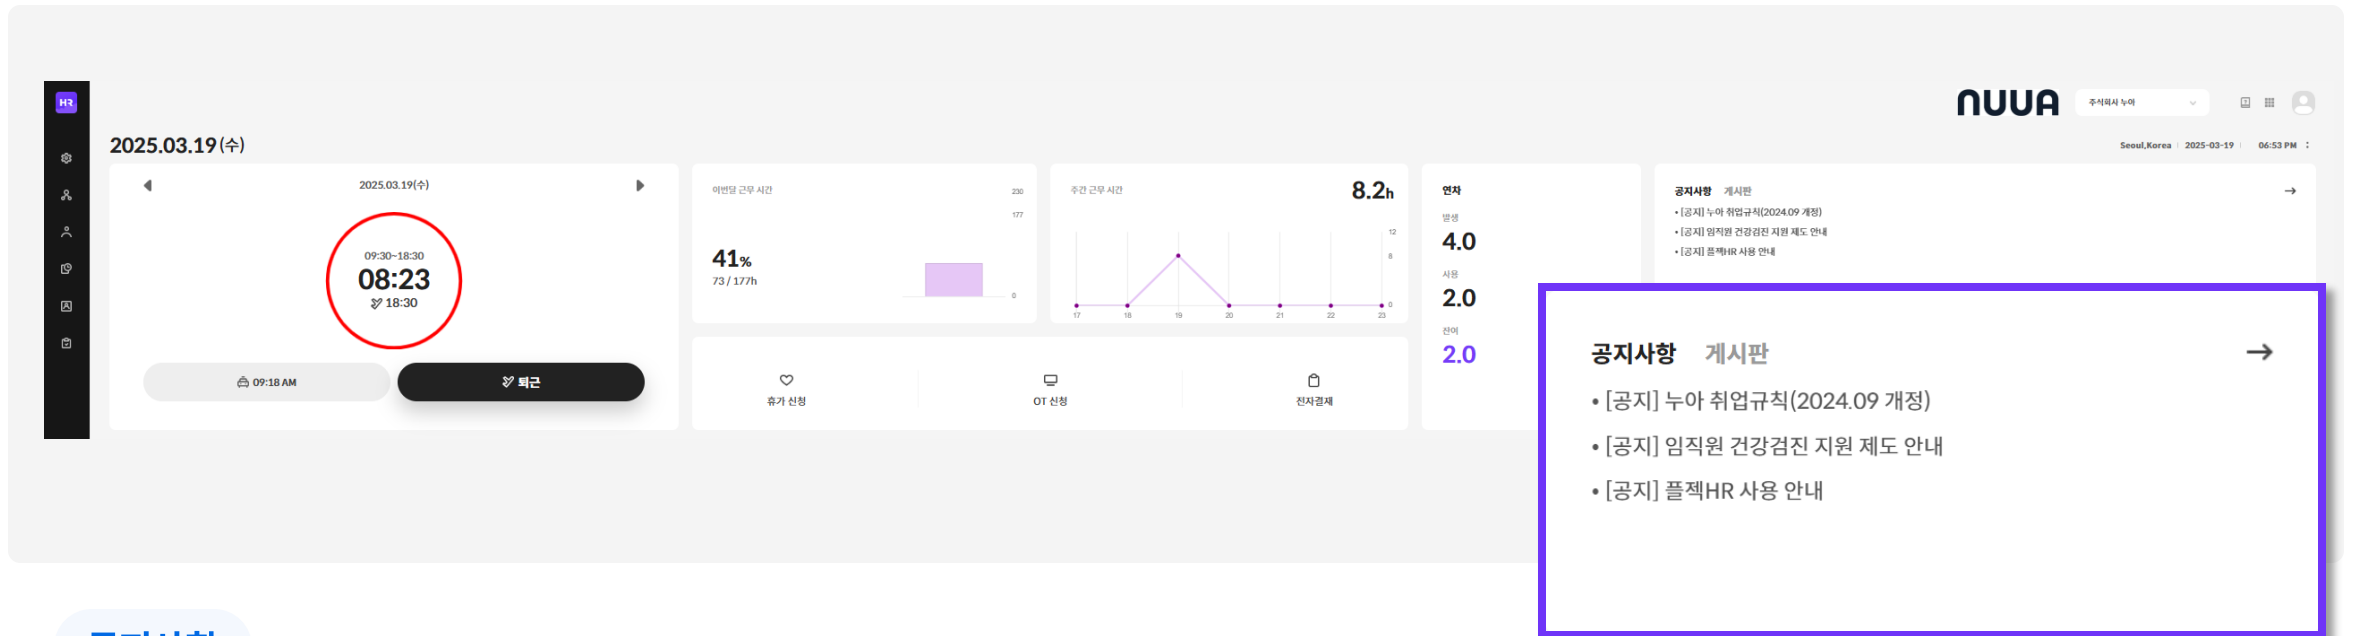 HR
NUUA
주식회사 누아
2025.03.19(수)
Seoul,Korea 2025-03-19 06:53 PM
2025.03.19(수)
09:30~18:30
08:23
18:30
09:18 AM
퇴근
이번달 근무 시간
230
177
41%
73 / 177h
0
주간 근무 시간
8.2h
12
8
0
17 18 19 20 21 22 23
휴가 신청
OT 신청
전자결재
연차
발생
4.0
사용
2.0
잔여
2.0
공지사항 게시판
• [공지] 누아 취업규칙(2024.09 개정)
• [공지] 임직원 건강검진 지원 제도 안내
• [공지] 플젝HR 사용 안내
공지사항 게시판
• [공지] 누아 취업규칙(2024.09 개정)
• [공지] 임직원 건강검진 지원 제도 안내
• [공지] 플젝HR 사용 안내